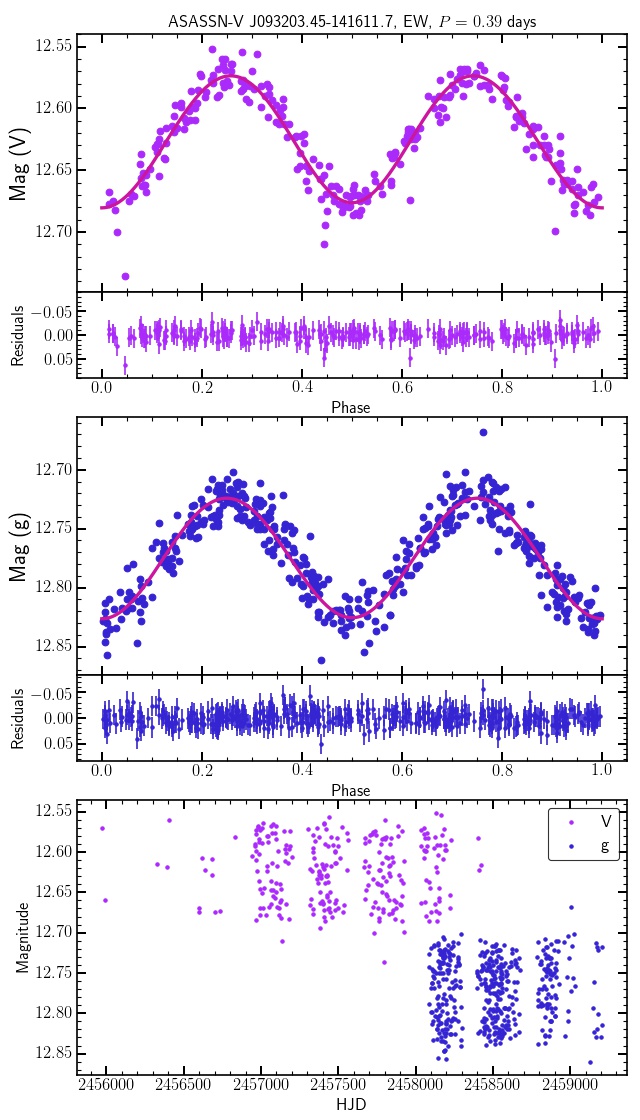 ASASSN-V J093203.45-141611.7, EW, P = 0.39 days
12.55
12.60
12.65
12.70
Mag (V)
−0.05
0.00
0.05
Residuals
0.0 0.2 0.4 0.6 0.8 1.0
Phase
12.70
12.75
12.80
12.85
Mag (g)
−0.05
0.00
0.05
Residuals
0.0 0.2 0.4 0.6 0.8 1.0
Phase
12.55
12.60
12.65
12.70
12.75
12.80
12.85
Magnitude
V
g
2456000 2456500 2457000 2457500 2458000 2458500 2459000
HJD